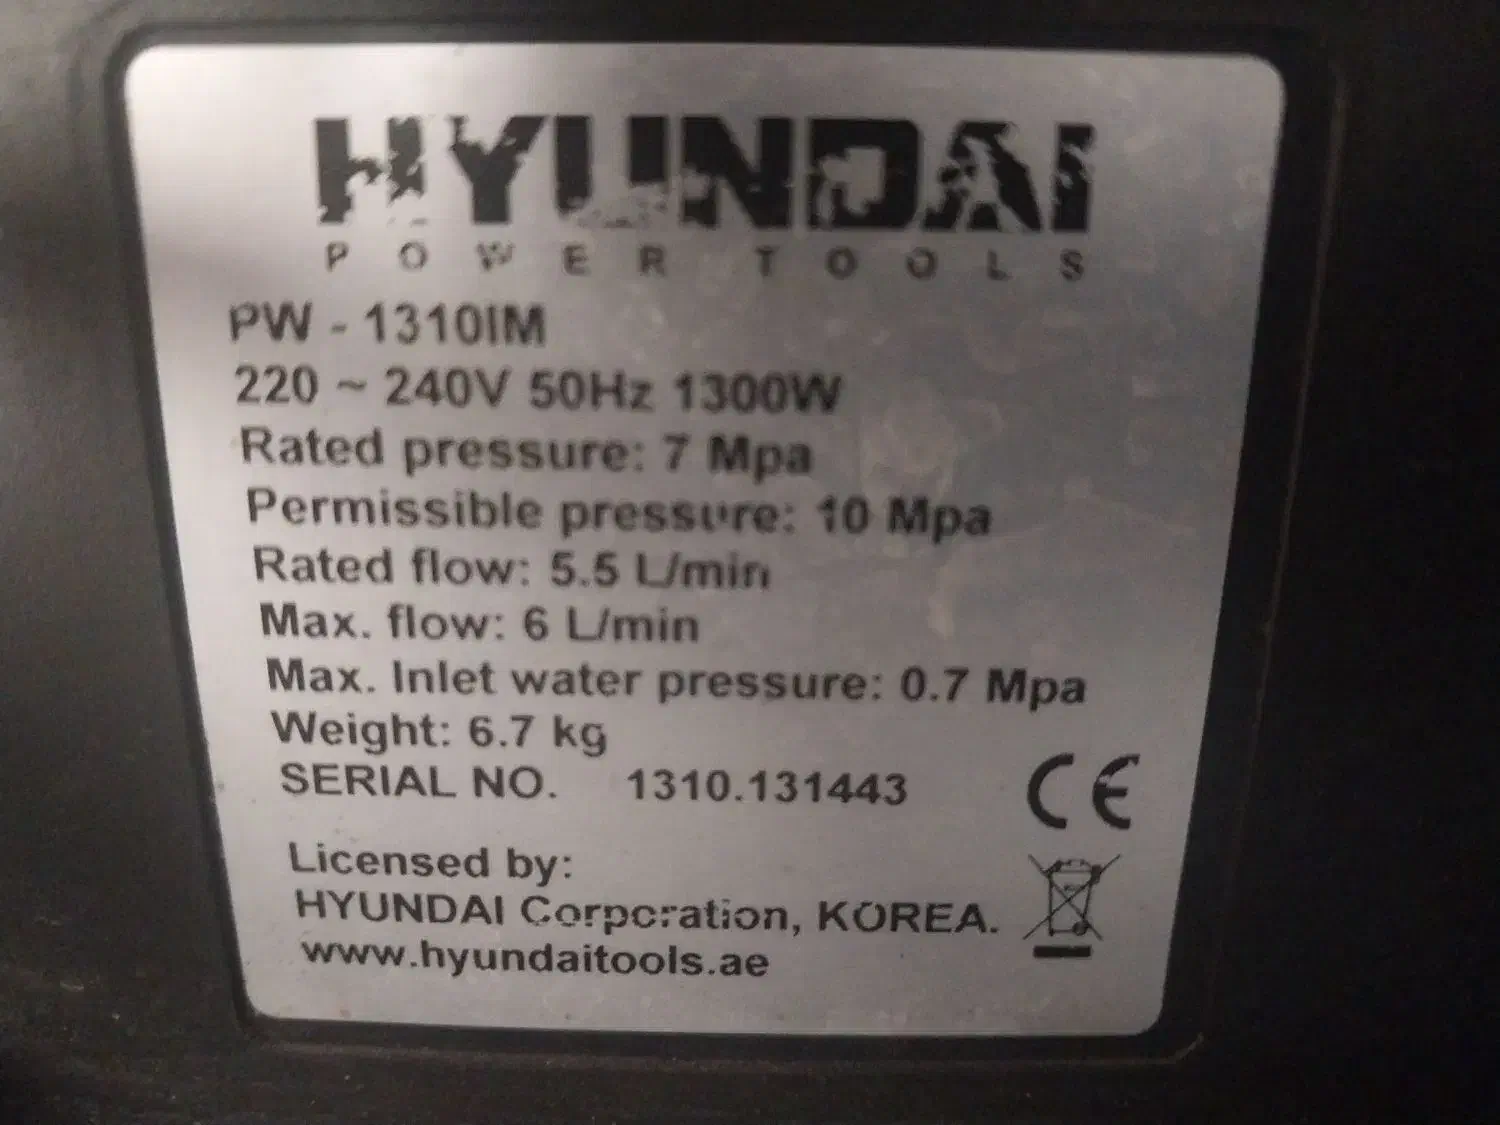 HYUNDAI
POWER TOOLS
PW - 1310IM
220 ~ 240V 50Hz 1300W
Rated pressure: 7 Mpa
Permissible pressure: 10 Mpa
Rated flow: 5.5 L/min
Max. flow: 6 L/min
Max. Inlet water pressure: 0.7 Mpa
Weight: 6.7 kg
SERIAL NO. 1310.131443
CE
Licensed by:
HYUNDAI Corporation, KOREA.
www.hyundaitools.ae